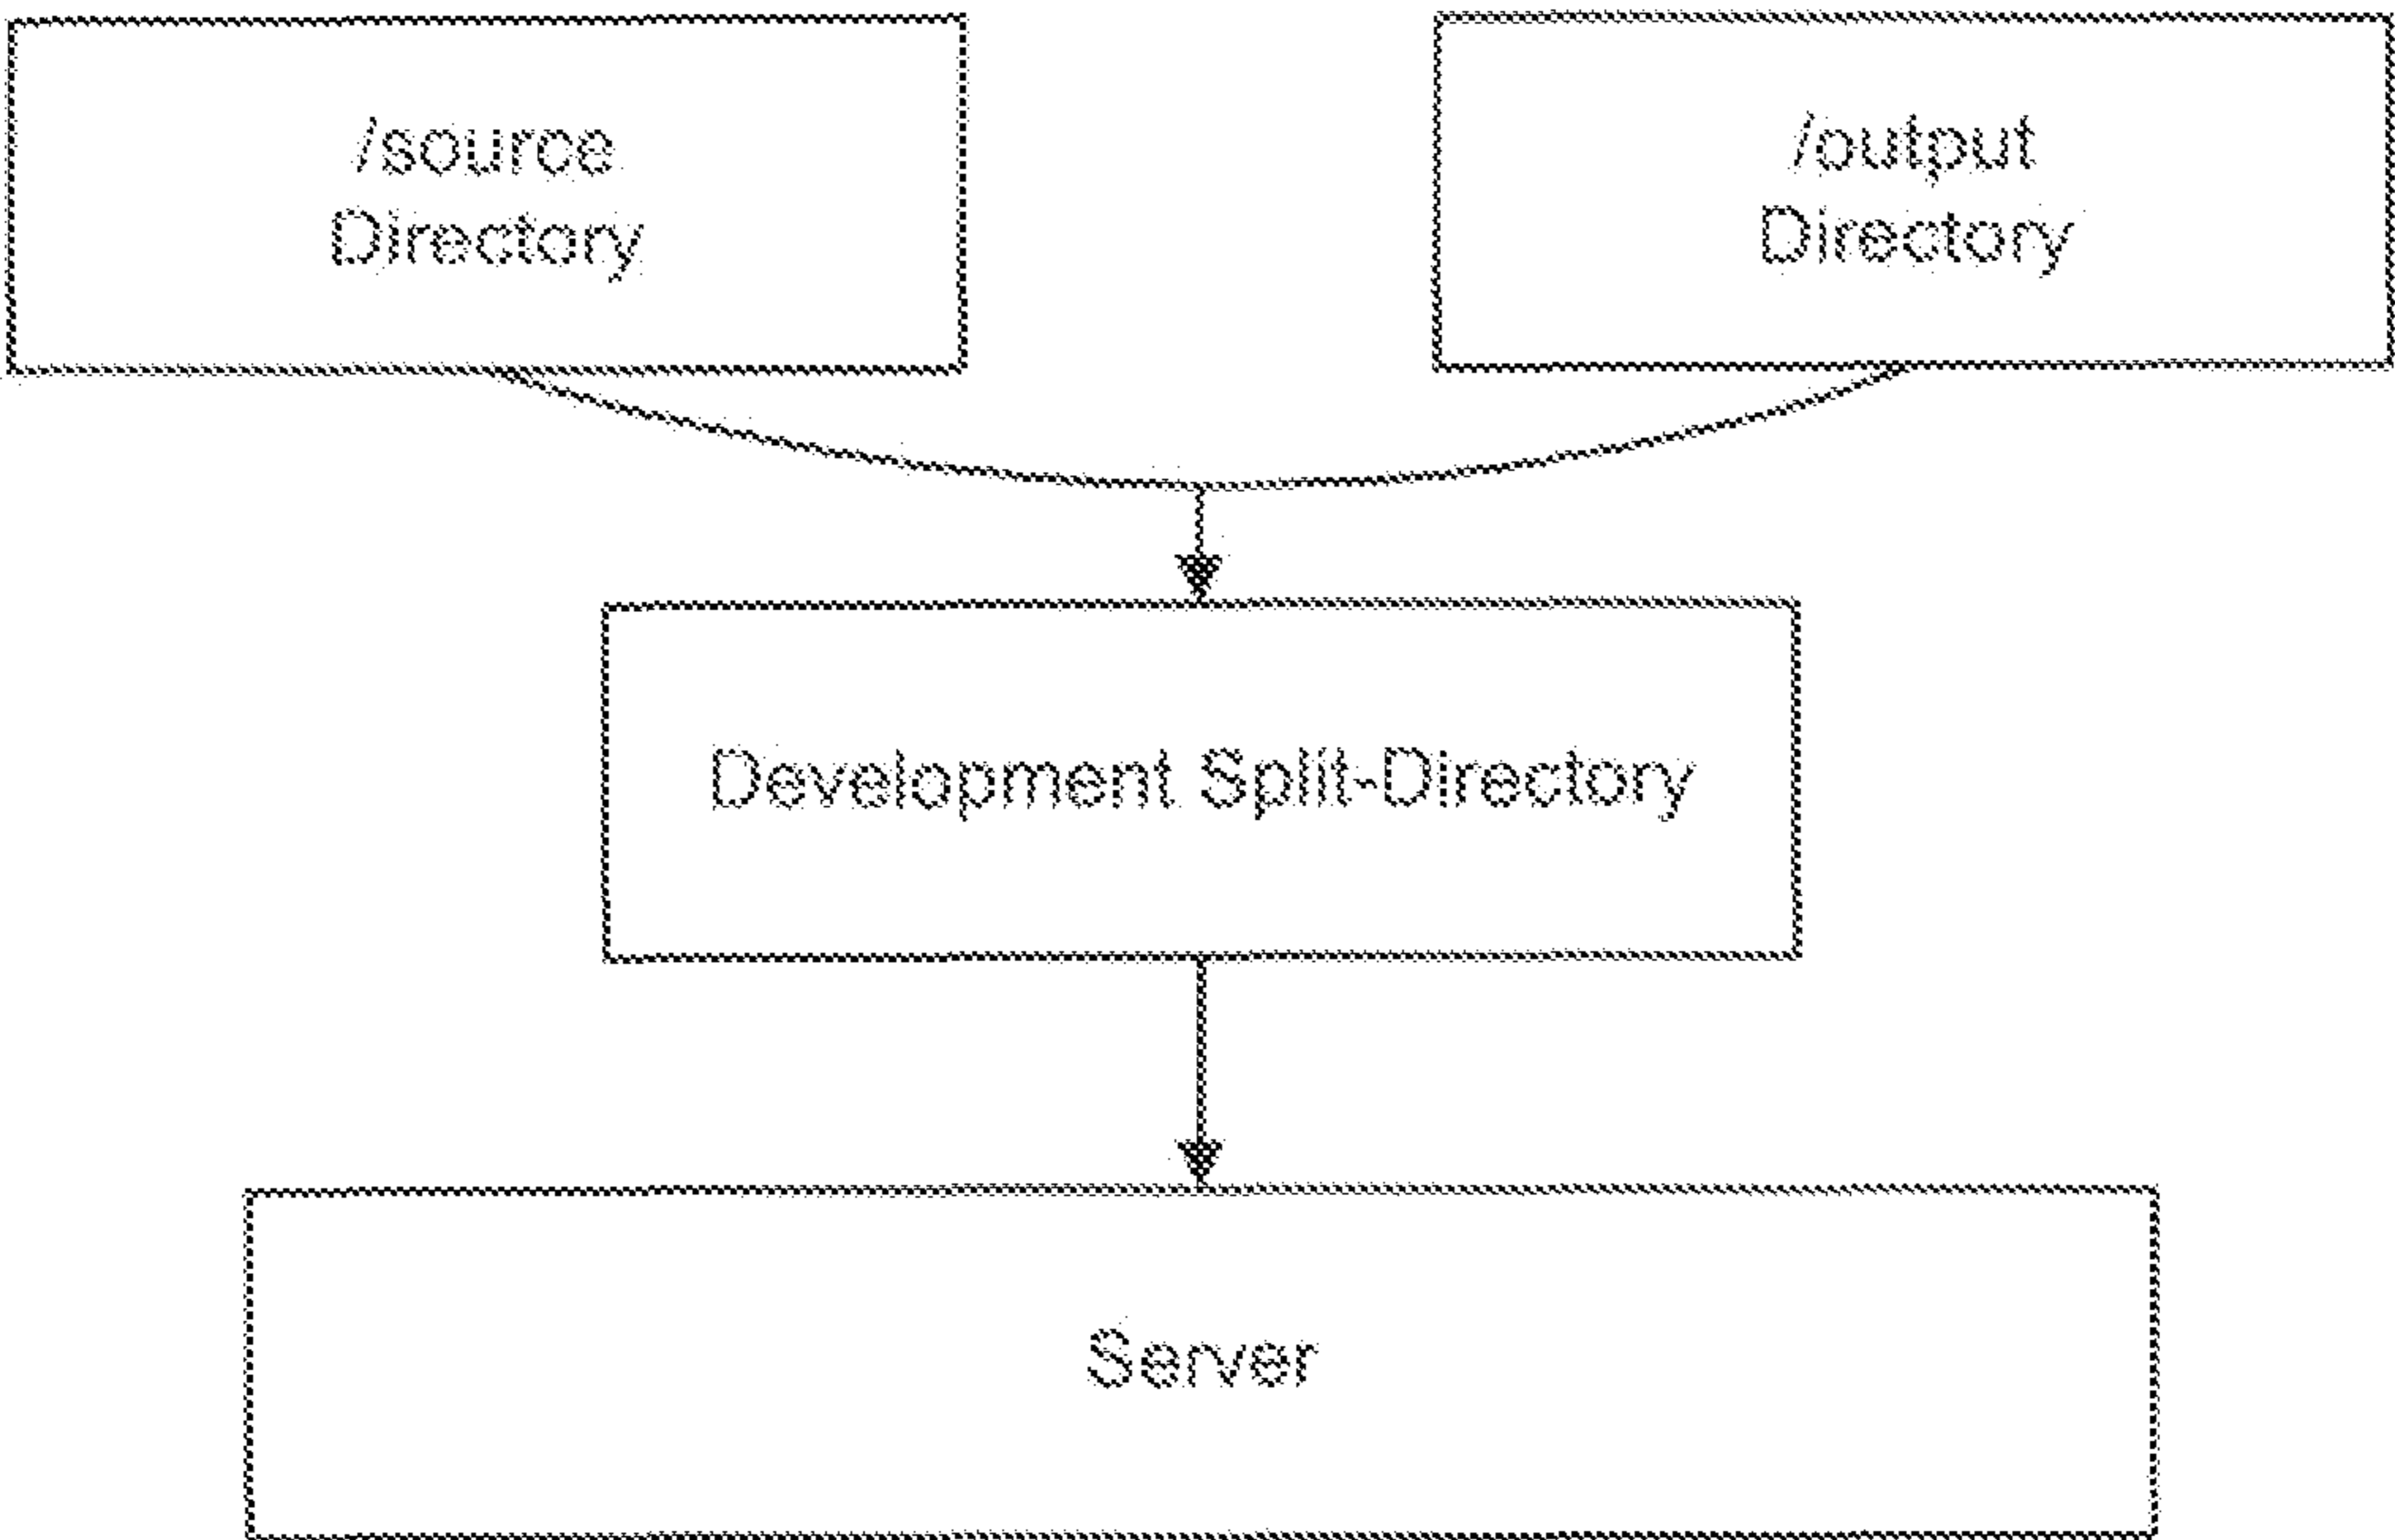 /source
Directory
/output
Directory
Development Split-Directory
Server